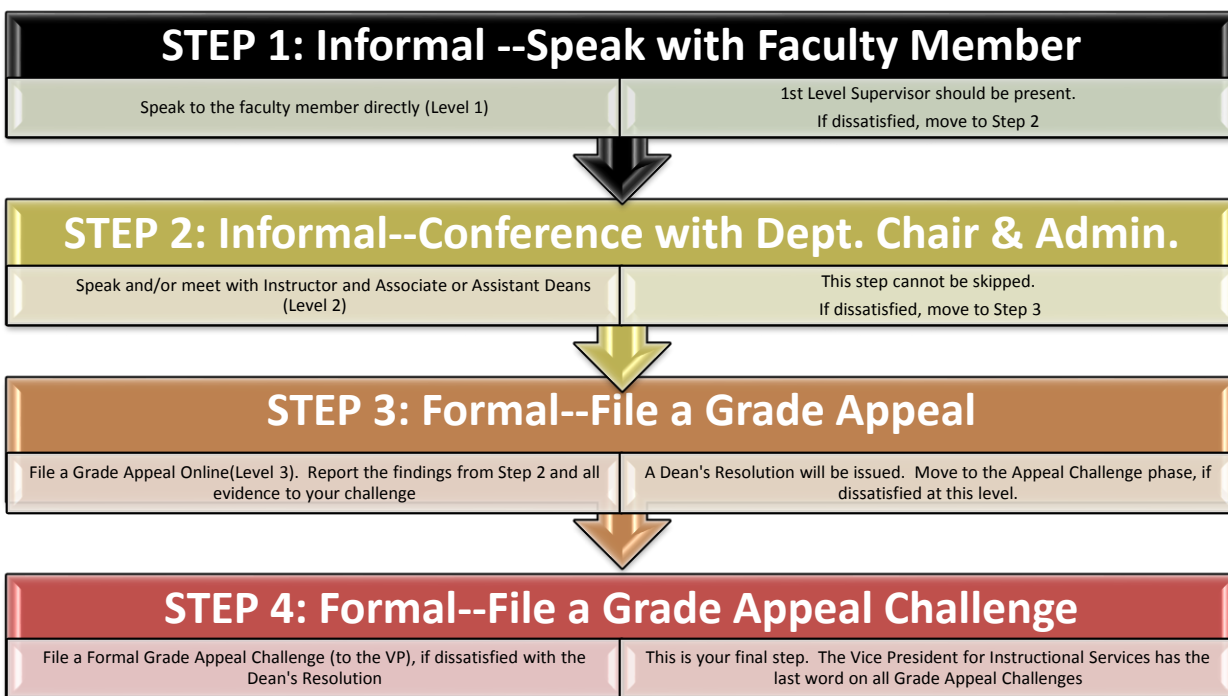 STEP 1: Informal --Speak with Faculty Member
Speak to the faculty member directly (Level 1)
1st Level Supervisor should be present.
If dissatisfied, move to Step 2
STEP 2: Informal--Conference with Dept. Chair & Admin.
Speak and/or meet with Instructor and Associate or Assistant Deans
(Level 2)
This step cannot be skipped.
If dissatisfied, move to Step 3
STEP 3: Formal--File a Grade Appeal
File a Grade Appeal Online(Level 3).  Report the findings from Step 2 and all
evidence to your challenge
A Dean's Resolution will be issued.  Move to the Appeal Challenge phase, if
dissatisfied at this level.
STEP 4: Formal--File a Grade Appeal Challenge
File a Formal Grade Appeal Challenge (to the VP), if dissatisfied with the
Dean's Resolution
This is your final step.  The Vice President for Instructional Services has the
last word on all Grade Appeal Challenges